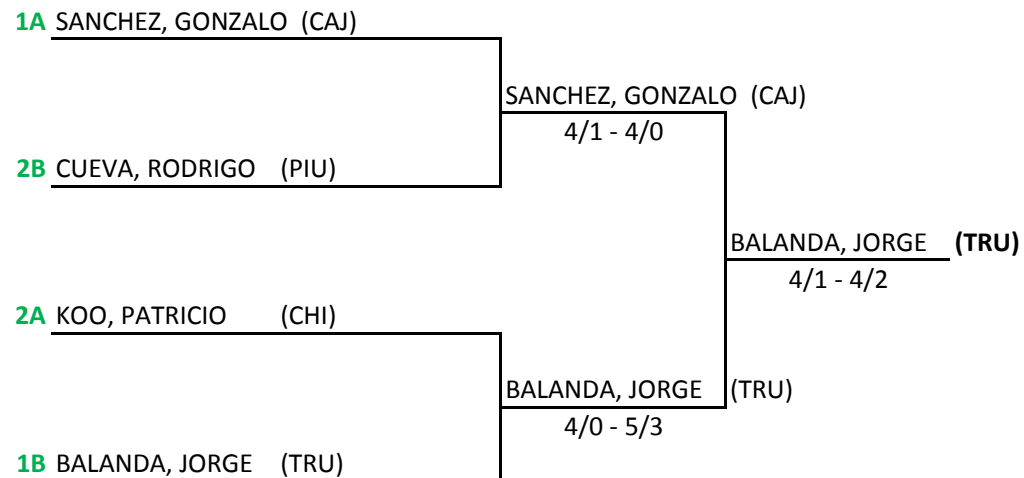 1A SANCHEZ, GONZALO (CAJ)
SANCHEZ, GONZALO (CAJ)
4/1 - 4/0
2B CUEVA, RODRIGO (PIU)
BALANDA, JORGE (TRU)
4/1 - 4/2
2A KOO, PATRICIO (CHI)
BALANDA, JORGE (TRU)
4/0 - 5/3
1B BALANDA, JORGE (TRU)